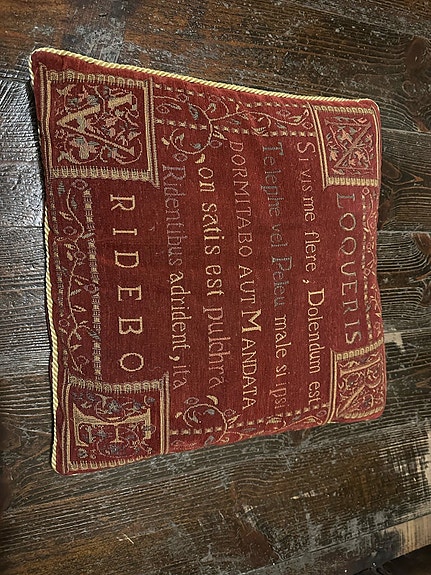 LOQUERIS N
Si vis me flere, Dolendum est
Telephe vel Peleu male si ips
DORMITABO AUT MANDATA
on satis est pulchra
Ridentibus adrident, ita
A RIDEBO I